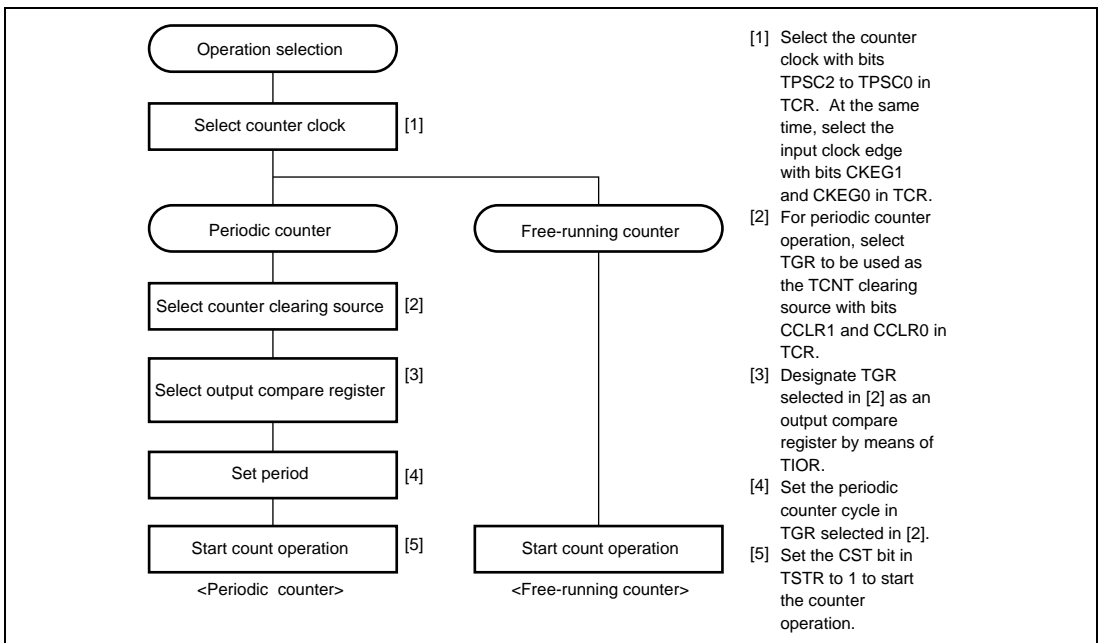 Operation selection
Select counter clock
[1]
Periodic counter
Free-running counter
Select counter clearing source
[2]
Select output compare register
[3]
Set period
[4]
Start count operation
[5]
Start count operation
<Periodic  counter>
<Free-running counter>
[1] Select the counter
clock with bits
TPSC2 to TPSC0 in
TCR.  At the same
time, select the
input clock edge
with bits CKEG1
and CKEG0 in TCR.
[2] For periodic counter
operation, select
TGR to be used as
the TCNT clearing
source with bits
CCLR1 and CCLR0 in
TCR.
[3] Designate TGR
selected in [2] as an
output compare
register by means of
TIOR.
[4] Set the periodic
counter cycle in
TGR selected in [2].
[5] Set the CST bit in
TSTR to 1 to start
the counter
operation.